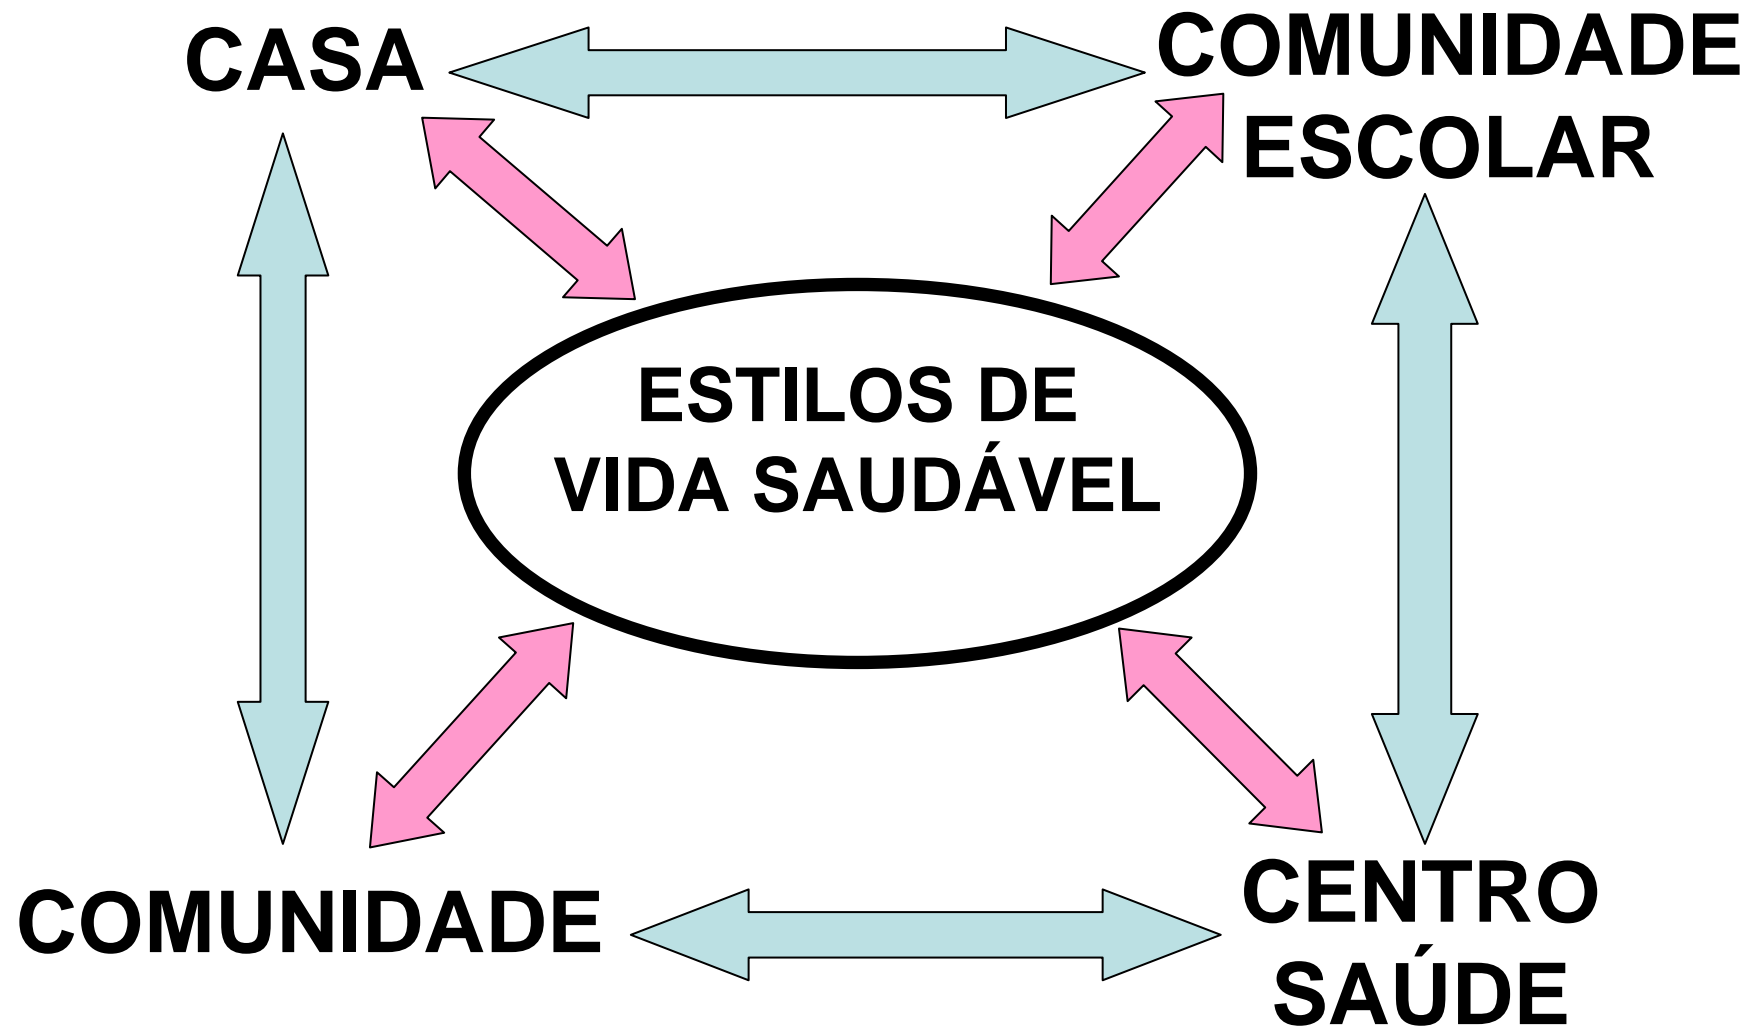 CASA
COMUNIDADE
ESCOLAR
ESTILOS DE
VIDA SAUDÁVEL
COMUNIDADE
CENTRO
SAÚDE